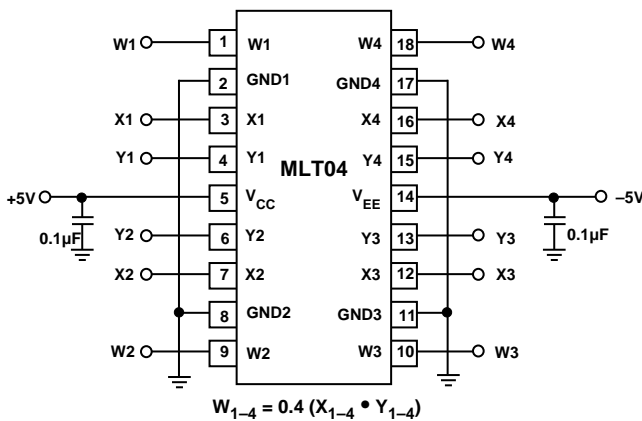 W1 1 W1 W4 18 W4
2 GND1 GND4 17
X1 3 X1 X4 16 X4
Y1 4 Y1 Y4 15 Y4
MLT04
+5V 5 VCC VEE 14 –5V
0.1µF 0.1µF
Y2 6 Y2 Y3 13 Y3
X2 7 X2 X3 12 X3
8 GND2 GND3 11
W2 9 W2 W3 10 W3
W1–4 = 0.4 (X1–4 • Y1–4)